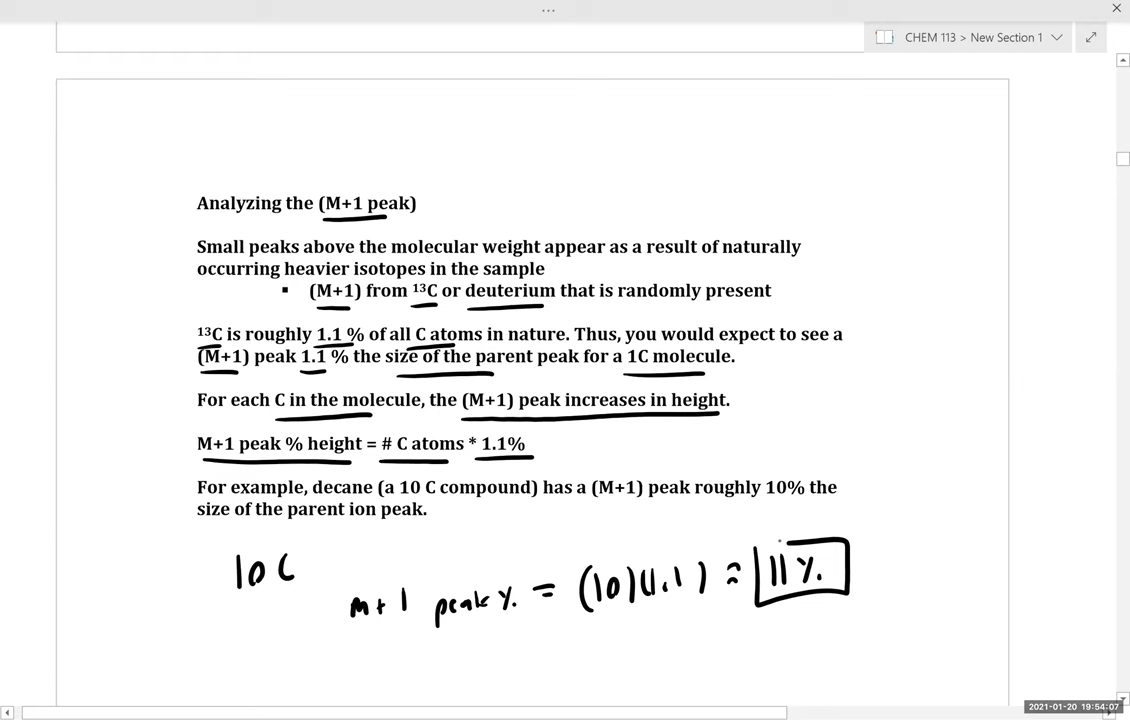 CHEM 113 > New Section 1
Analyzing the (M+1 peak)
Small peaks above the molecular weight appear as a result of naturally
occurring heavier isotopes in the sample
▪ (M+1) from ¹³C or deuterium that is randomly present
¹³C is roughly 1.1 % of all C atoms in nature. Thus, you would expect to see a
(M+1) peak 1.1 % the size of the parent peak for a 1C molecule.
For each C in the molecule, the (M+1) peak increases in height.
M+1 peak % height = # C atoms * 1.1%
For example, decane (a 10 C compound) has a (M+1) peak roughly 10% the
size of the parent ion peak.
10 C
m+1 peak % = (10)(1.1) = 11%.
2021-01-20 19:54:07